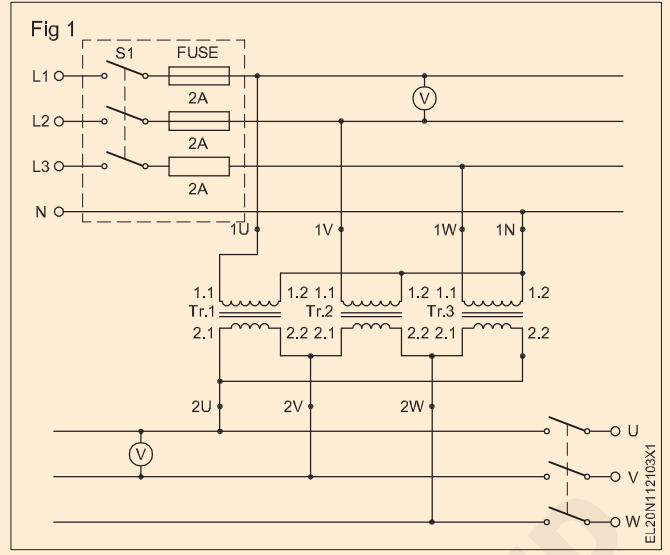 Fig 1
S1 FUSE
L1
2A
L2
2A
L3
2A
N
V
1U 1V 1W 1N
1.1 1.2 1.1 1.2 1.1 1.2
Tr.1 Tr.2 Tr.3
2.1 2.2 2.1 2.2 2.1 2.2
2U 2V 2W
U
V
V
W
EL20N112103X1